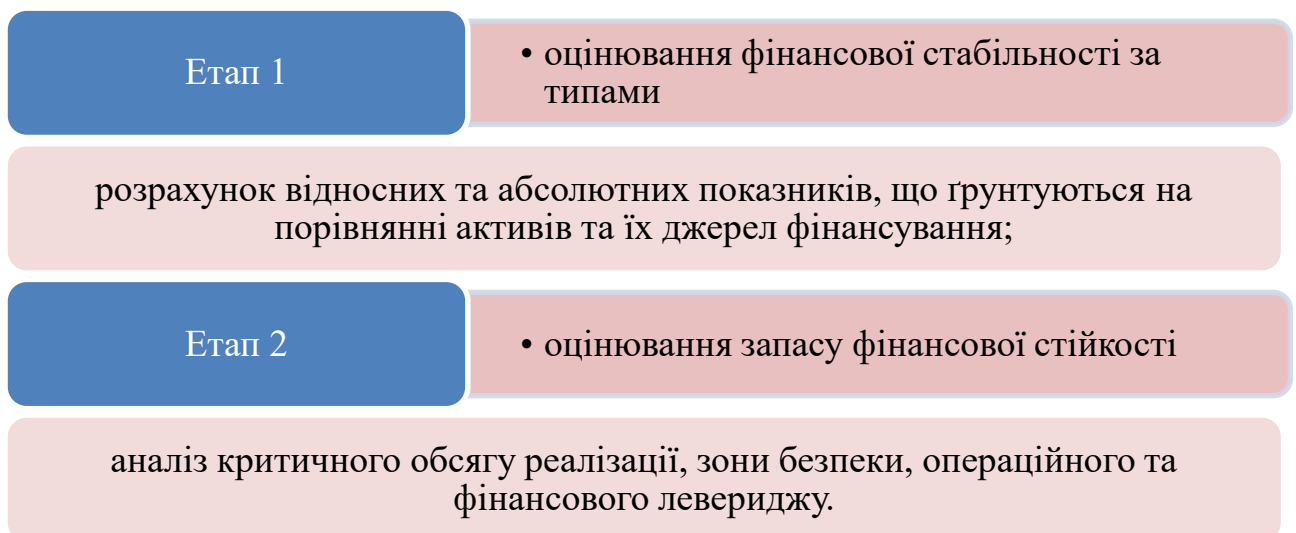 Етап 1
• оцінювання фінансової стабільності за
типами
розрахунок відносних та абсолютних показників, що ґрунтуються на
порівнянні активів та їх джерел фінансування;
Етап 2
• оцінювання запасу фінансової стійкості
аналіз критичного обсягу реалізації, зони безпеки, операційного та
фінансового левериджу.